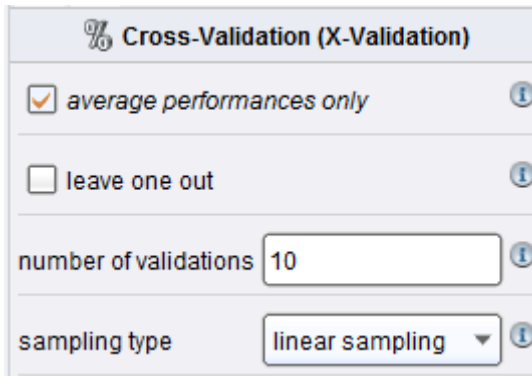 Cross-Validation (X-Validation)
average performances only
leave one out
number of validations 10
sampling type linear sampling